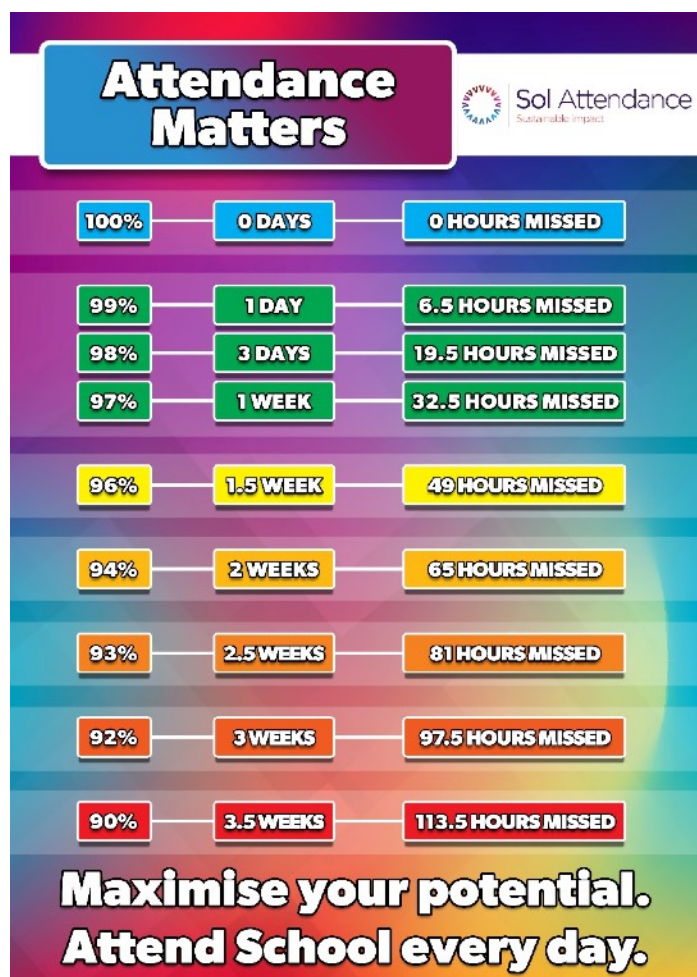 Attendance
Matters
Sol Attendance
Sustainable impact
100% 0 DAYS 0 HOURS MISSED
99% 1 DAY 6.5 HOURS MISSED
98% 3 DAYS 19.5 HOURS MISSED
97% 1 WEEK 32.5 HOURS MISSED
96% 1.5 WEEK 49 HOURS MISSED
94% 2 WEEKS 65 HOURS MISSED
93% 2.5 WEEKS 81 HOURS MISSED
92% 3 WEEKS 97.5 HOURS MISSED
90% 3.5 WEEKS 113.5 HOURS MISSED
Maximise your potential.
Attend School every day.